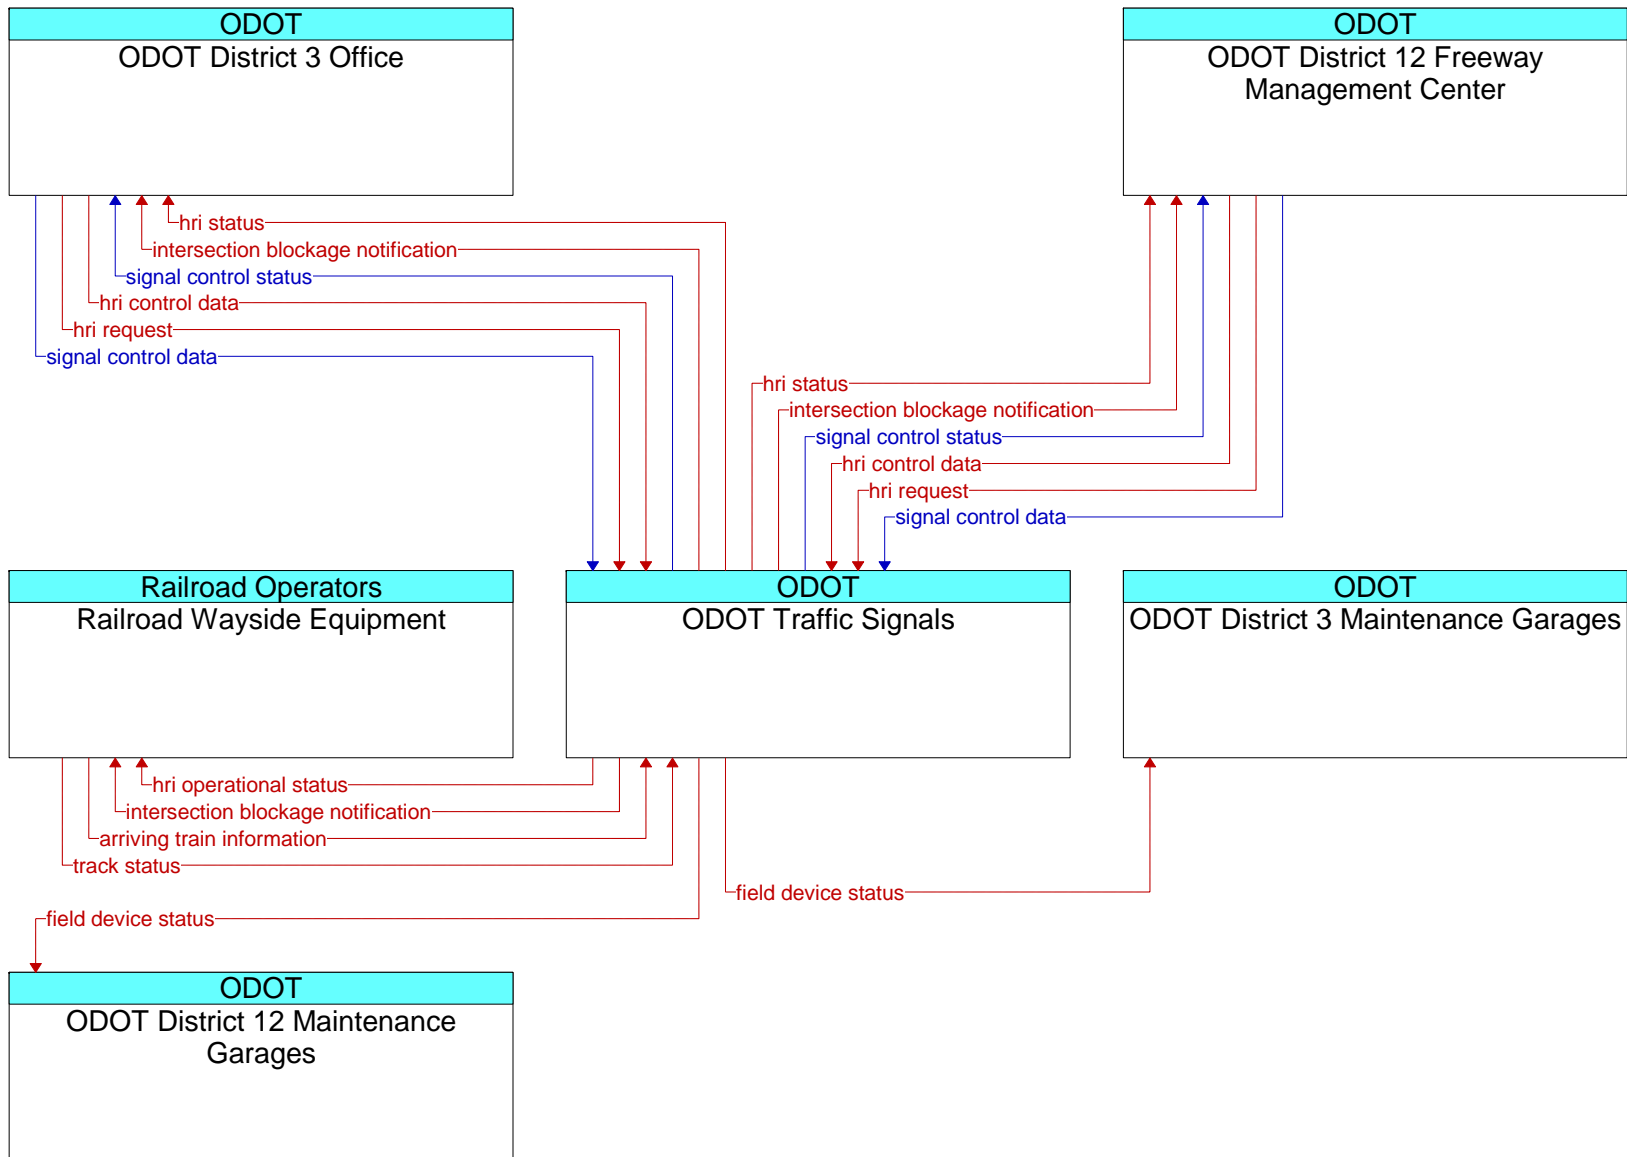 ODOT
ODOT District 3 Office
ODOT
ODOT District 12 Freeway
Management Center
hri status
intersection blockage notification
signal control status
hri control data
hri request
signal control data
hri status
intersection blockage notification
signal control status
hri control data
hri request
signal control data
Railroad Operators
Railroad Wayside Equipment
ODOT
ODOT Traffic Signals
ODOT
ODOT District 3 Maintenance Garages
hri operational status
intersection blockage notification
arriving train information
track status
field device status
field device status
ODOT
ODOT District 12 Maintenance
Garages